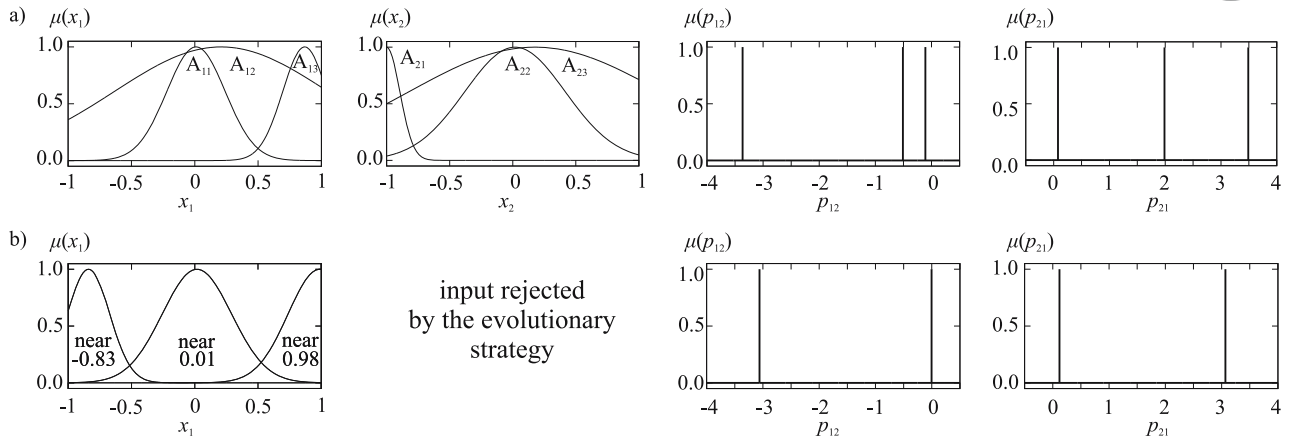 a) μ(x₁) μ(x₂) μ(p₁₂) μ(p₂₁)
1.0 1.0 1.0 1.0
A₁₁ A₁₂ A₁₃ A₂₁ A₂₂ A₂₃
0.5 0.5 0.5 0.5
0.0 0.0 0.0 0.0
-1 -0.5 0 0.5 1 -1 -0.5 0 0.5 1 -4 -3 -2 -1 0 0 1 2 3 4
x₁ x₂ p₁₂ p₂₁
b) μ(x₁) μ(p₁₂) μ(p₂₁)
1.0 1.0 1.0
input rejected
by the evolutionary
strategy
0.5 0.5 0.5
near near near
-0.83 0.01 0.98
0.0 0.0 0.0
-1 -0.5 0 0.5 1 -4 -3 -2 -1 0 0 1 2 3 4
x₁ p₁₂ p₂₁